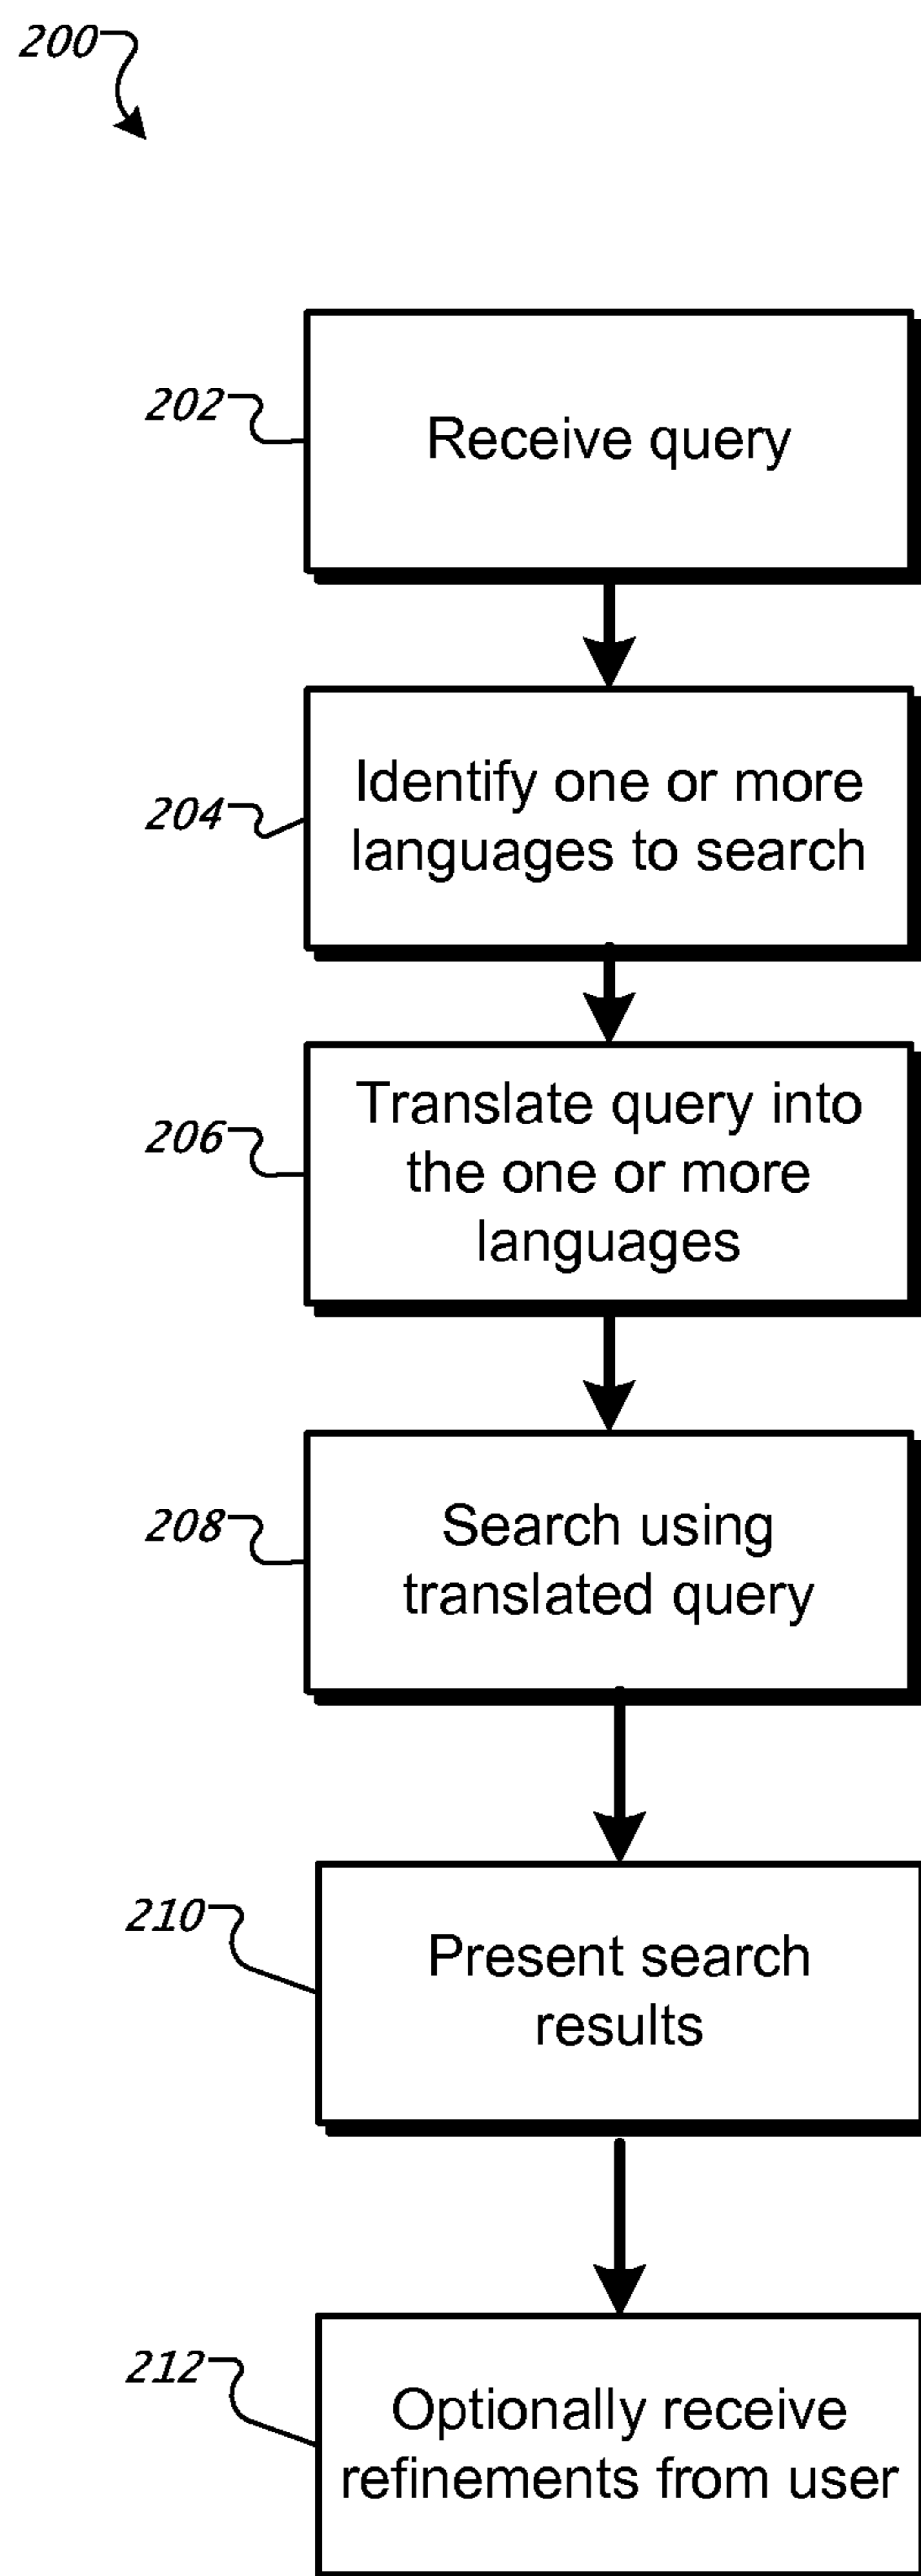 200
202
Receive query
204
Identify one or more
languages to search
206
Translate query into
the one or more
languages
208
Search using
translated query
210
Present search
results
212
Optionally receive
refinements from user